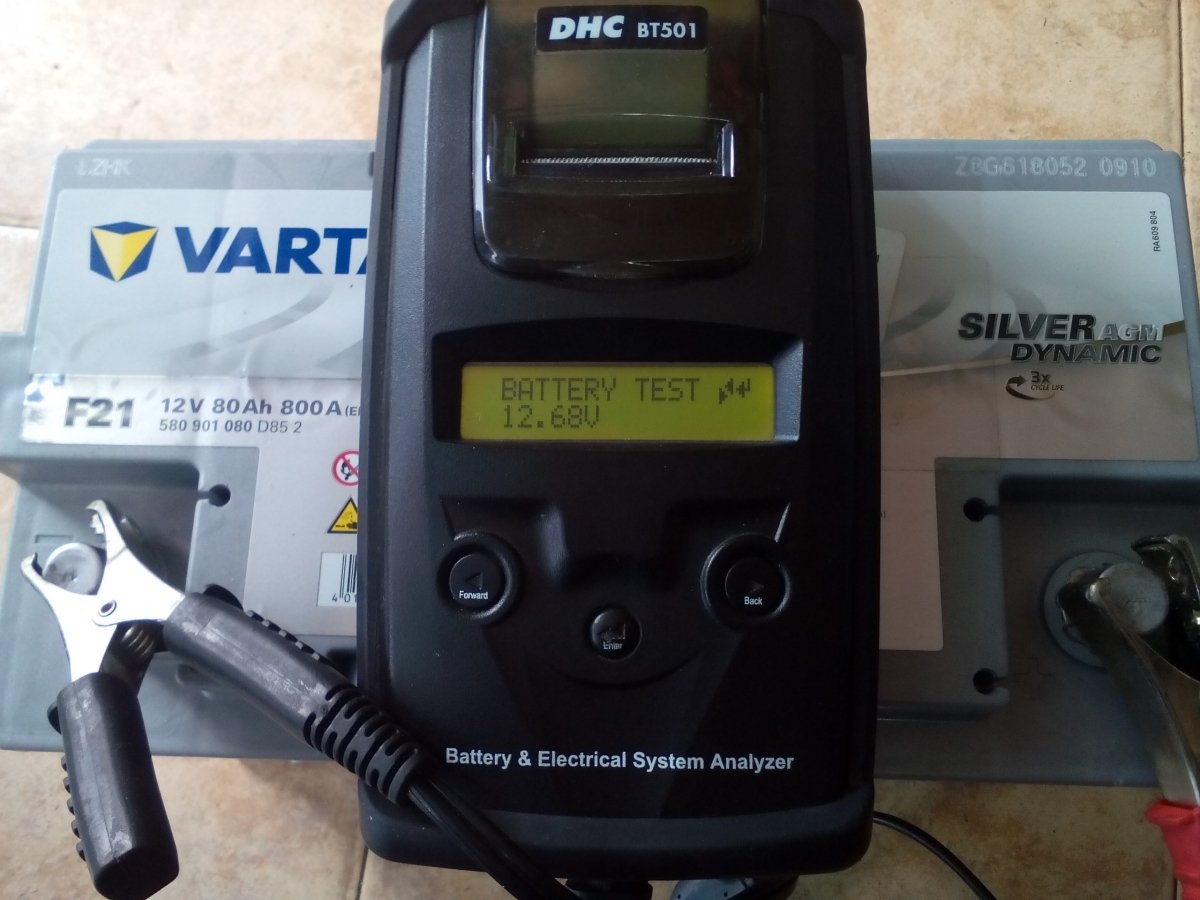 DHC BT501
ŁZHK
Z8G618052 0910
VARTA
RA609 804
SILVER AGM
DYNAMIC
3x
CYCLE LIFE
BATTERY TEST
12.68V
F21 12V 80Ah 800A (E
580 901 080 D85 2
Forward
Back
Enter
Battery & Electrical System Analyzer